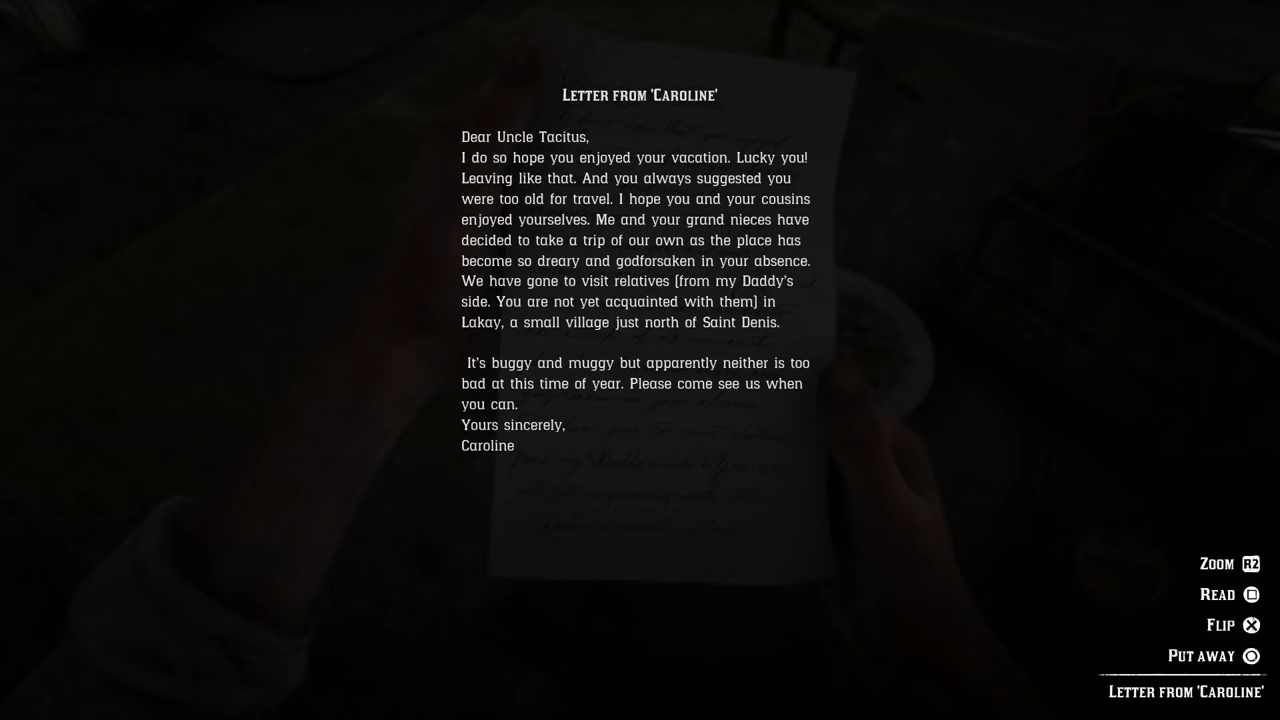 Letter from 'Caroline'
Dear Uncle Tacitus,
I do so hope you enjoyed your vacation. Lucky you!
Leaving like that. And you always suggested you
were too old for travel. I hope you and your cousins
enjoyed yourselves. Me and your grand nieces have
decided to take a trip of our own as the place has
become so dreary and godforsaken in your absence.
We have gone to visit relatives (from my Daddy's
side. You are not yet acquainted with them) in
Lakay, a small village just north of Saint Denis.
It's buggy and muggy but apparently neither is too
bad at this time of year. Please come see us when
you can.
Yours sincerely,
Caroline
Zoom R2
Read
Flip
Put away
Letter from 'Caroline'